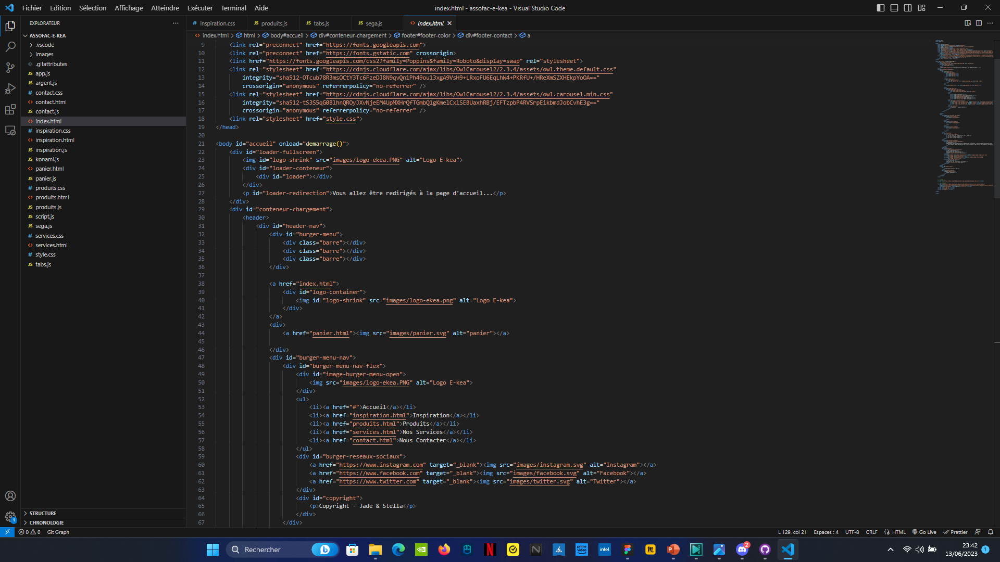 Fichier Edition Sélection Affichage Atteindre Exécuter Terminal Aide
index.html - assofac-e-kea - Visual Studio Code
EXPLORATEUR
ASSOFAC-E-KEA
.vscode
images
.gitattributes
app.js
argent.js
contact.css
contact.html
contact.js
index.html
inspiration.css
inspiration.html
inspiration.js
konami.js
panier.html
panier.js
produits.css
produits.html
produits.js
script.js
sega.js
services.css
services.html
style.css
tabs.js
STRUCTURE
CHRONOLOGIE
inspiration.css produits.js tabs.js sega.js index.html
index.html > html > body#accueil > div#conteneur-chargement > footer#footer-color > div#footer-contact > a
9 <link rel="preconnect" href="https://fonts.googleapis.com">
10 <link rel="preconnect" href="https://fonts.gstatic.com" crossorigin>
11 <link href="https://fonts.googleapis.com/css2?family=Poppins&family=Roboto&display=swap" rel="stylesheet">
12 <link rel="stylesheet" href="https://cdnjs.cloudflare.com/ajax/libs/OwlCarousel2/2.3.4/assets/owl.theme.default.css"
13 integrity="sha512-OTcub78R3msOCtY3Tc6FzeDJ8N9qvQn1Ph49ou13xgA9VsH9+LRxoFU6EqLhW4+PKRfU+/HReXmSZXHEkpYoOA=="
14 crossorigin="anonymous" referrerpolicy="no-referrer" />
15 <link rel="stylesheet" href="https://cdnjs.cloudflare.com/ajax/libs/OwlCarousel2/2.3.4/assets/owl.carousel.min.css"
16 integrity="sha512-tS3S5qG0BlhnQROyJXvNjeEM4UpMXHrQfTGmbQ1gKmelCxlSEBUaxhRBj/EFTzpbP4RVSrpEikbmdJobCvhE3g=="
17 crossorigin="anonymous" referrerpolicy="no-referrer" />
18 <link rel="stylesheet" href="style.css">
19 </head>
20
21 <body id="accueil" onload="demarrage()">
22 <div id="loader-fullscreen">
23 <img id="logo-shrink" src="images/logo-ekea.PNG" alt="Logo E-kea">
24 <div id="loader-conteneur">
25 <div id="loader"></div>
26 </div>
27 <p id="loader-redirection">Vous allez être redirigés à la page d'accueil...</p>
28 </div>
29 <div id="conteneur-chargement">
30 <header>
31 <div id="header-nav">
32 <div id="burger-menu">
33 <div class="barre"></div>
34 <div class="barre"></div>
35 <div class="barre"></div>
36 </div>
37
38 <a href="index.html">
39 <div id="logo-container">
40 <img id="logo-shrink" src="images/logo-ekea.png" alt="Logo E-kea">
41 </div>
42 </a>
43 <div>
44 <a href="panier.html"><img src="images/panier.svg" alt="panier"></a>
45
46 </div>
47 <div id="burger-menu-nav">
48 <div id="burger-menu-nav-flex">
49 <div id="image-burger-menu-open">
50 <img src="images/logo-ekea.PNG" alt="Logo E-kea">
51 </div>
52 <ul>
53 <li><a href="#">Accueil</a></li>
54 <li><a href="inspiration.html">Inspiration</a></li>
55 <li><a href="produits.html">Produits</a></li>
56 <li><a href="services.html">Nos Services</a></li>
57 <li><a href="contact.html">Nous Contacter</a></li>
58 </ul>
59 <div id="burger-reseaux-sociaux">
60 <a href="https://www.instagram.com" target="_blank"><img src="images/instagram.svg" alt="Instagram"></a>
61 <a href="https://www.facebook.com" target="_blank"><img src="images/facebook.svg" alt="Facebook"></a>
62 <a href="https://www.twitter.com" target="_blank"><img src="images/twitter.svg" alt="Twitter"></a>
63 </div>
64 <div id="copyright">
65 <p>Copyright - Jade & Stella</p>
66 </div>
67 </div>
0 0 Git Graph
L 129, col 21 Espaces : 4 UTF-8 CRLF HTML Go Live Prettier
Rechercher
prime video
intel
2
23:42
13/06/2023
1